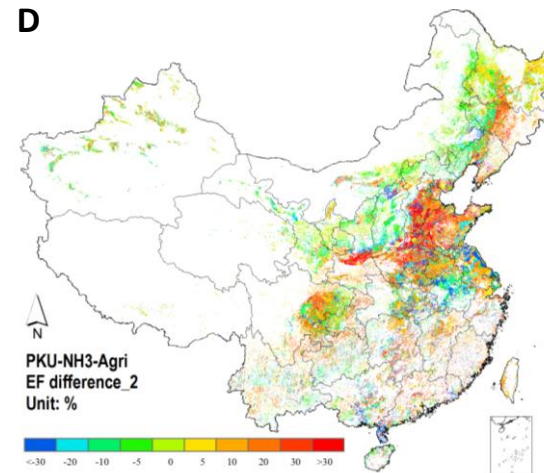 D
N
PKU-NH3-Agri
EF difference_2
Unit: %
<-30 -20 -10 -5 0 5 10 20 30 >30